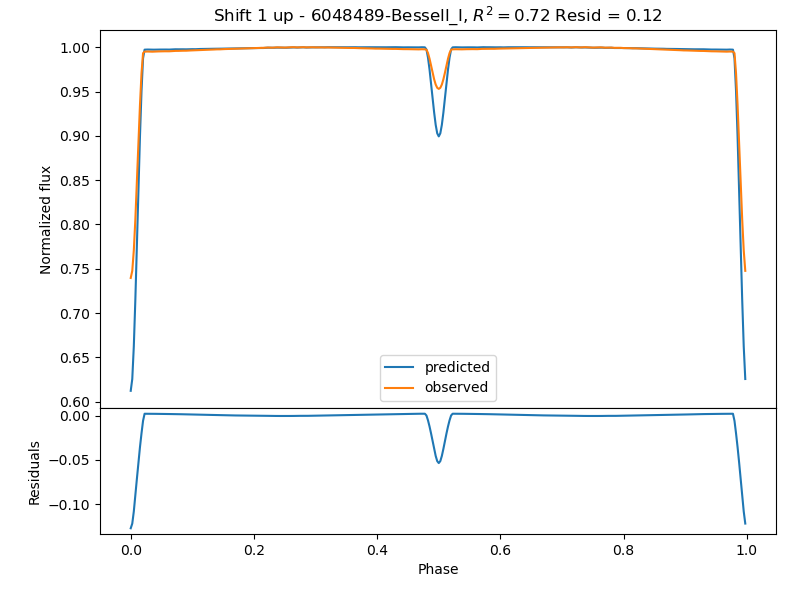 Shift 1 up - 6048489-Bessell_I, R² = 0.72 Resid = 0.12
1.00
0.95
0.90
0.85
0.80
0.75
0.70
0.65
0.60
Normalized flux
predicted
observed
0.00
−0.05
−0.10
Residuals
0.0 0.2 0.4 0.6 0.8 1.0
Phase